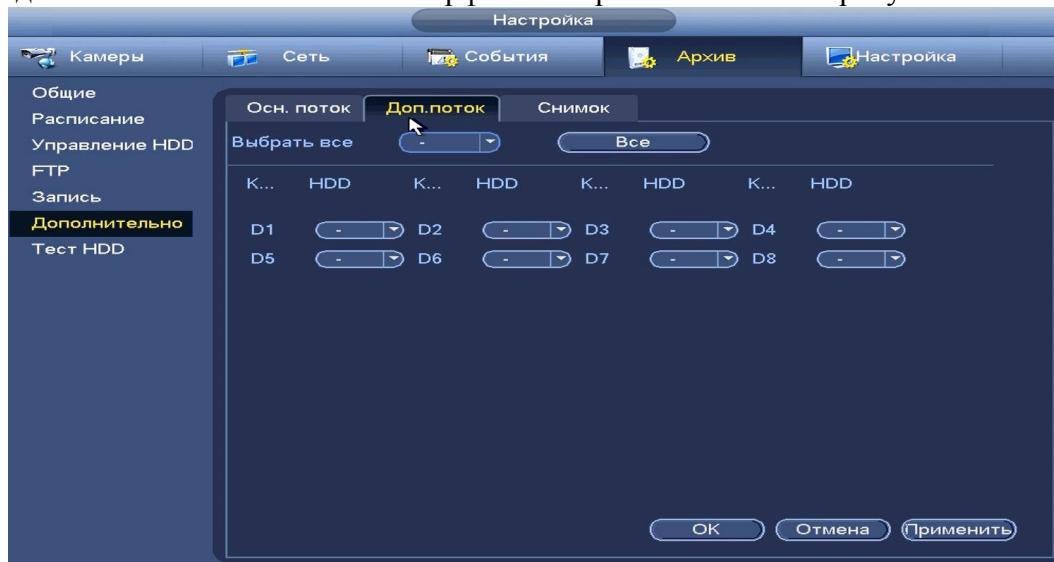 Настройка
Камеры Сеть События Архив Настройка
Общие
Расписание
Управление HDD
FTP
Запись
Дополнительно
Тест HDD
Осн. поток Доп.поток Снимок
Выбрать все - Все
К... HDD К... HDD К... HDD К... HDD
D1 - D2 - D3 - D4 -
D5 - D6 - D7 - D8 -
OK Отмена Применить